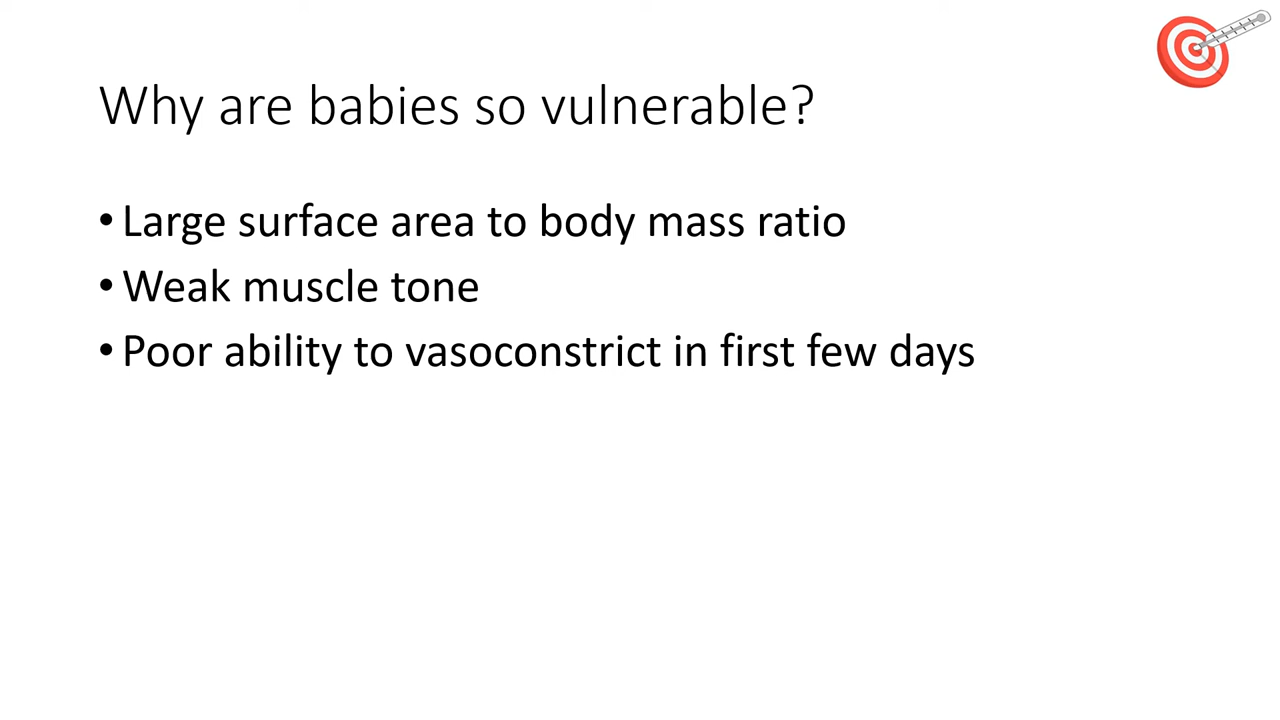 Why are babies so vulnerable?
• Large surface area to body mass ratio
• Weak muscle tone
• Poor ability to vasoconstrict in first few days